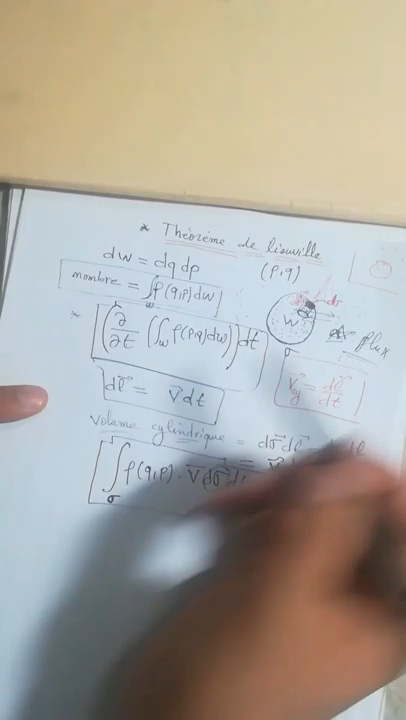 * Théorème de liouville
dw = dq dp (p,q)
nombre = ∫_w ρ(q,p)dw
dσ
w
flux
σ
* [(∂/∂t (∫_w ρ(p,q)dw)]dt
V⃗ = dl⃗/dt
dl⃗ = V⃗ dt
volume cylindrique = dσ⃗ dl⃗
∫_σ ρ(q,p) · V⃗ dσ⃗